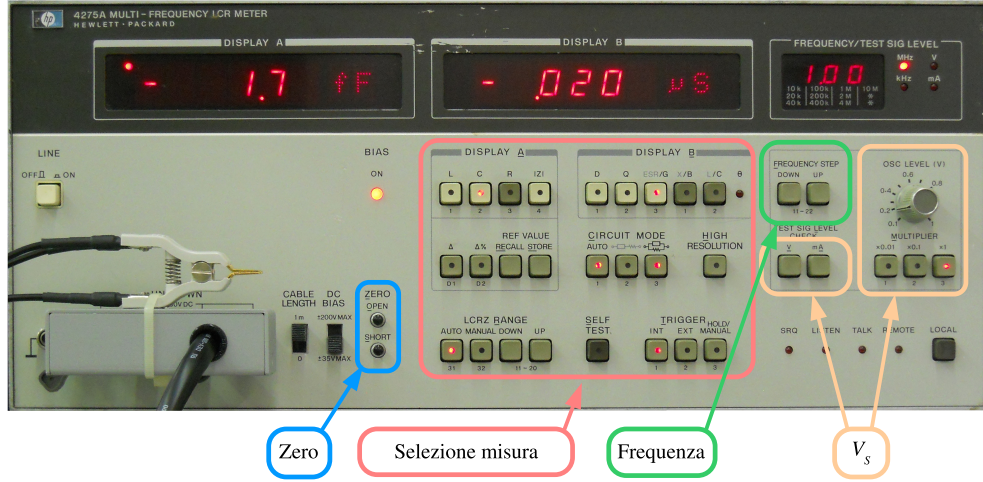 hp
4275A MULTI-FREQUENCY LCR METER
HEWLETT-PACKARD
DISPLAY A
DISPLAY B
FREQUENCY/TEST SIG LEVEL
- 1.7 fF
- .020 μS
1.00
MHz V
kHz mA
10k 100k 1M 10M
20k 200k 2M
40k 400k 4M
LINE
OFF ON
BIAS
ON
DISPLAY A
L C R |Z|
1 2 3 4
Δ Δ% REF VALUE
RECALL STORE
D1 D2
DISPLAY B
D Q ESR/G X/B L/C θ
1 2 3 1 2
CIRCUIT MODE
AUTO
1 2 3
HIGH
RESOLUTION
FREQUENCY STEP
DOWN UP
11-22
TEST SIG LEVEL
CHECK
V mA
OSC LEVEL (V)
0.1 0.2 0.4 0.6 0.8 1
MULTIPLIER
×0.01 ×0.1 ×1
1 2 3
CABLE
LENGTH
1m
0
DC
BIAS
±200V MAX
±35V MAX
ZERO
OPEN
SHORT
LCRZ RANGE
AUTO MANUAL DOWN UP
31 32 11-20
SELF
TEST
TRIGGER
INT EXT HOLD/
MANUAL
1 2 3
SRQ LISTEN TALK REMOTE LOCAL
Zero
Selezione misura
Frequenza
VS